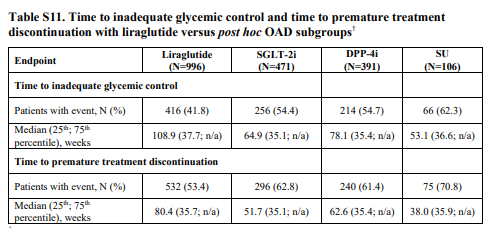 Table S11. Time to inadequate glycemic control and time to premature treatment
discontinuation with liraglutide versus post hoc OAD subgroups†
Endpoint Liraglutide (N=996) SGLT-2i (N=471) DPP-4i (N=391) SU (N=106)
Time to inadequate glycemic control
Patients with event, N (%) 416 (41.8) 256 (54.4) 214 (54.7) 66 (62.3)
Median (25th; 75th percentile), weeks 108.9 (37.7; n/a) 64.9 (35.1; n/a) 78.1 (35.4; n/a) 53.1 (36.6; n/a)
Time to premature treatment discontinuation
Patients with event, N (%) 532 (53.4) 296 (62.8) 240 (61.4) 75 (70.8)
Median (25th; 75th percentile), weeks 80.4 (35.7; n/a) 51.7 (35.1; n/a) 62.6 (35.4; n/a) 38.0 (35.9; n/a)